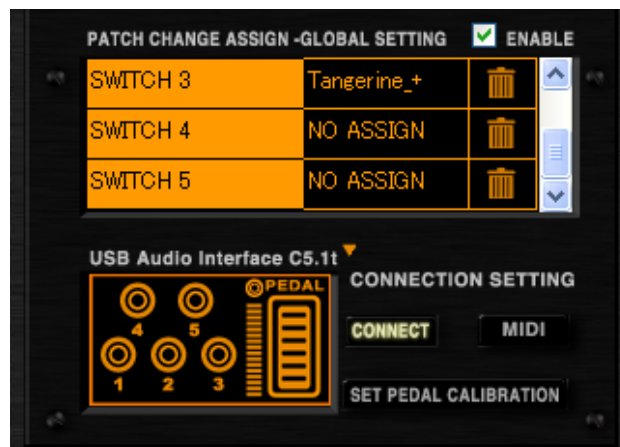 PATCH CHANGE ASSIGN -GLOBAL SETTING ENABLE
SWITCH 3 Tangerine_+
SWITCH 4 NO ASSIGN
SWITCH 5 NO ASSIGN
USB Audio Interface C5.1t
CONNECTION SETTING
PEDAL
4 5
1 2 3
CONNECT MIDI
SET PEDAL CALIBRATION